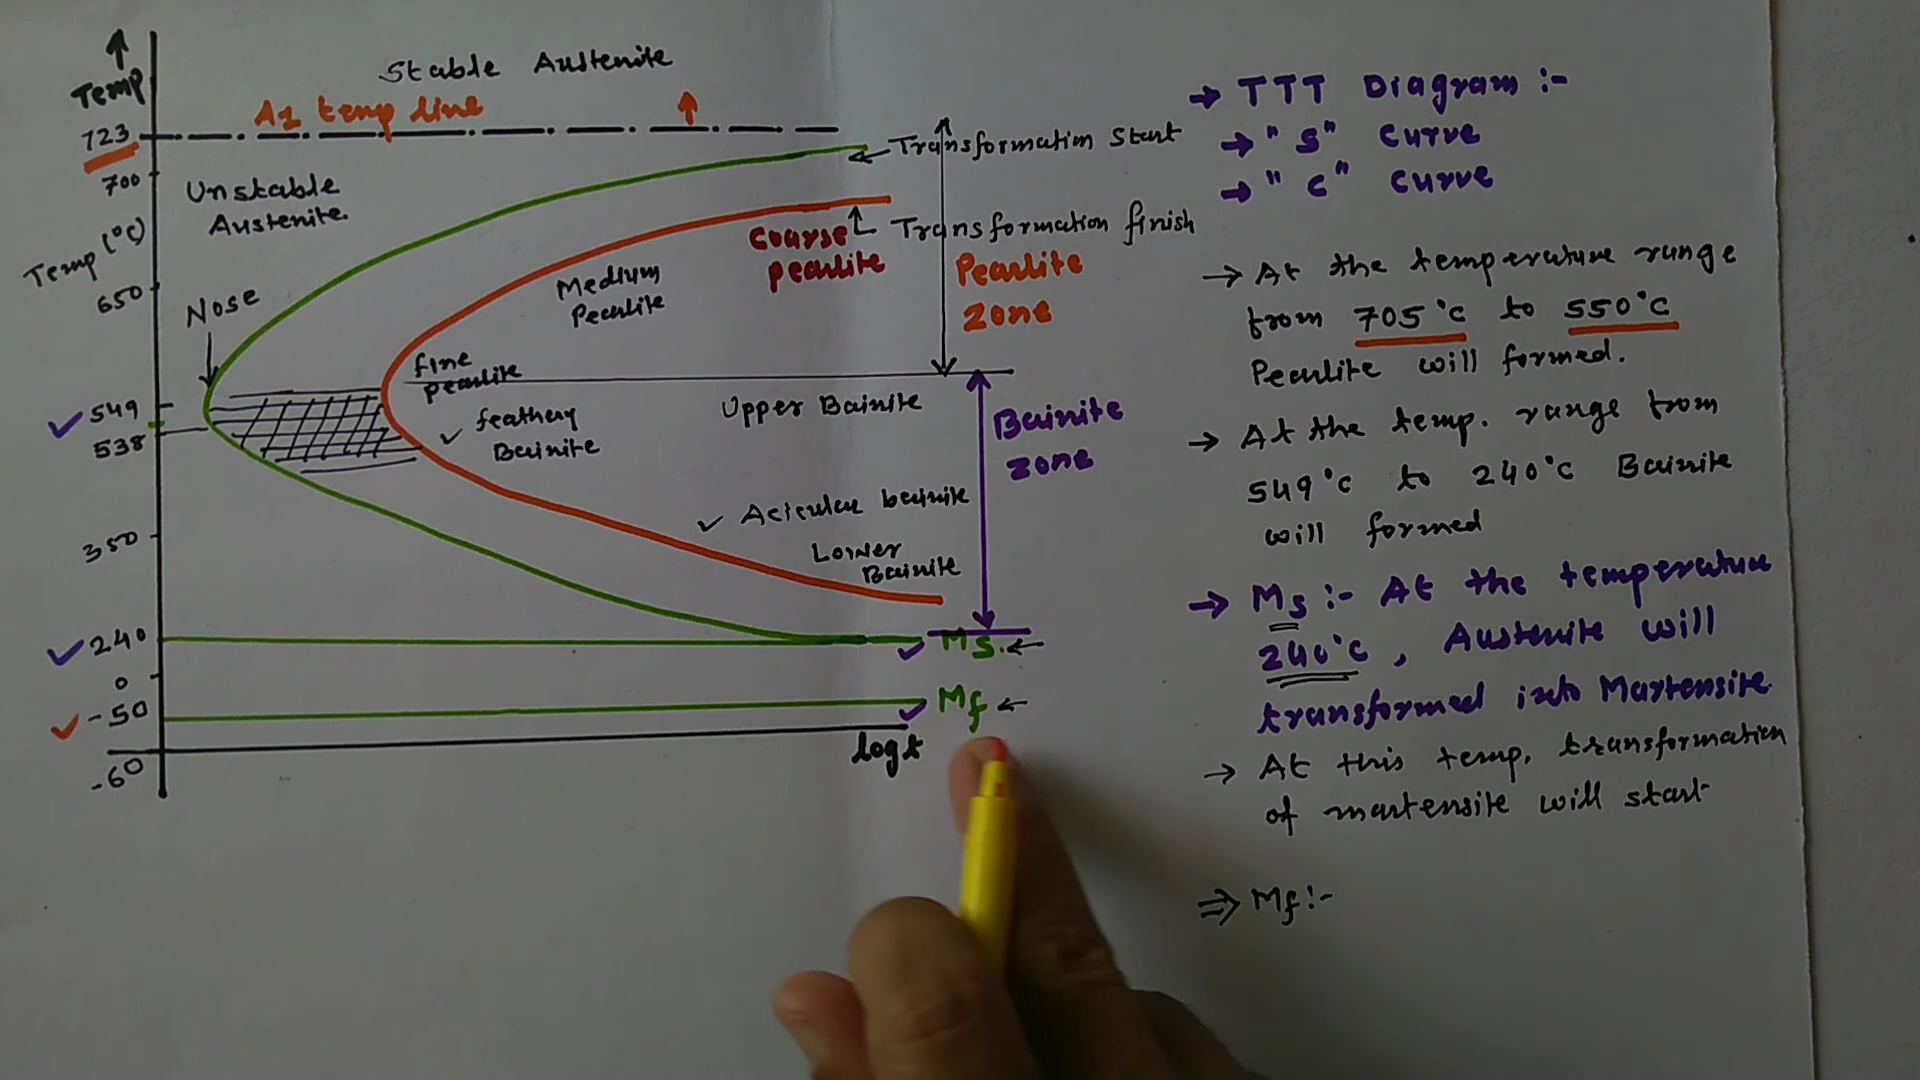 Temp
Stable Austenite
A1 temp line
723
700
Unstable
Austenite.
Temp (°C)
650
Nose
549
538
350
240
0
-50
-60
Transformation Start
Transformation finish
Coarse
Pearlite
Pearlite
Zone
Medium
Pearlite
fine
Pearlite
Upper Bainite
feathery
Bainite
Bainite
zone
Acicular bainite
Lower
Bainite
Ms.
Mf
log t
→ TTT Diagram :-
→ "S" Curve
→ "C" Curve
→ At the temperature range
from 705°C to 550°C
Pearlite will formed.
→ At the temp. range from
549°C to 240°C Bainite
will formed
→ Ms :- At the temperature
240°C, Austenite will
transformed into Martensite.
→ At this temp. transformation
of martensite will start
⇒ Mf :-